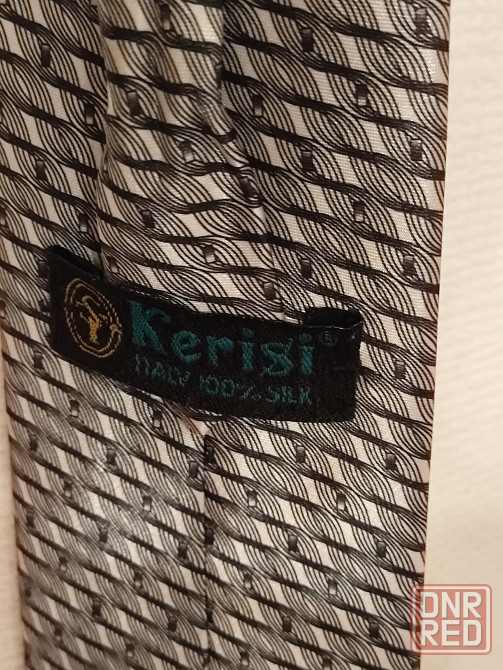 Kerisi®
ITALY 100% SILK
DNR
RED